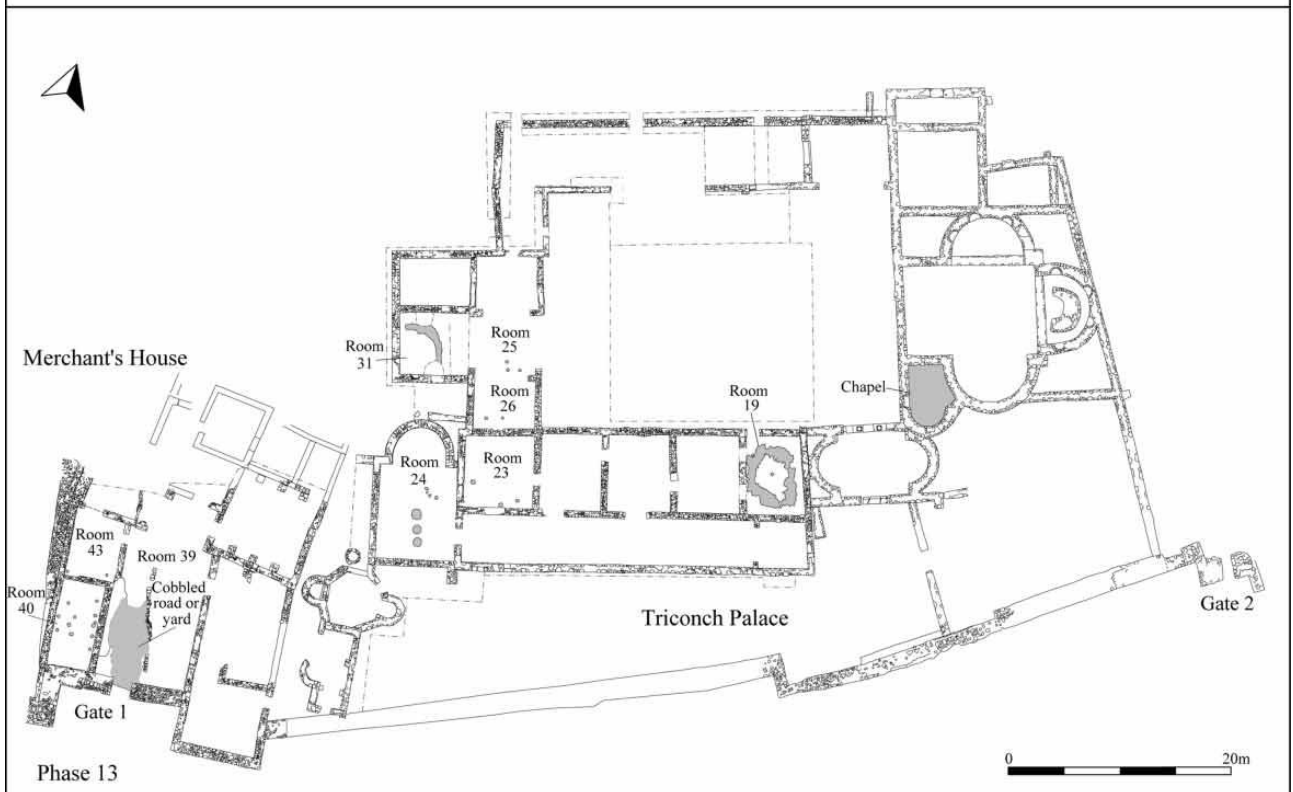 Merchant's House
Room
31
Room
25
Room
26
Room
19
Chapel
Room
24
Room
23
Room
43
Room 39
Room
40
Cobbled
road or
yard
Triconch Palace
Gate 2
Gate 1
Phase 13
0
20m